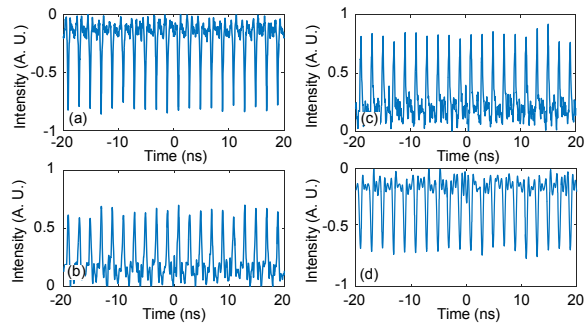 Intensity (A. U.)
0
-0.5
-1
(a)
-20 -10 0 10 20
Time (ns)
Intensity (A. U.)
1
0.5
0
(c)
-20 -10 0 10 20
Time (ns)
Intensity (A. U.)
1
0.5
0
(b)
-20 -10 0 10 20
Time (ns)
Intensity (A. U.)
0
-0.5
-1
(d)
-20 -10 0 10 20
Time (ns)